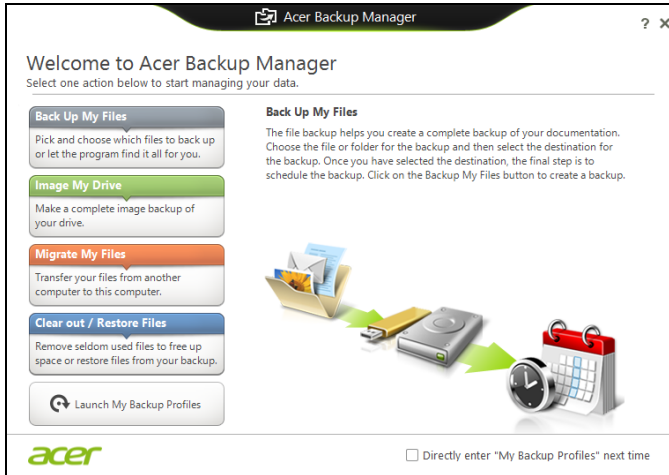 Acer Backup Manager
? X
Welcome to Acer Backup Manager
Select one action below to start managing your data.
Back Up My Files
Pick and choose which files to back up
or let the program find it all for you.
Image My Drive
Make a complete image backup of
your drive.
Migrate My Files
Transfer your files from another
computer to this computer.
Clear out / Restore Files
Remove seldom used files to free up
space or restore files from your backup.
Launch My Backup Profiles
Back Up My Files
The file backup helps you create a complete backup of your documentation.
Choose the file or folder for the backup and then select the destination for
the backup. Once you have selected the destination, the final step is to
schedule the backup. Click on the Backup My Files button to create a backup.
acer
Directly enter "My Backup Profiles" next time